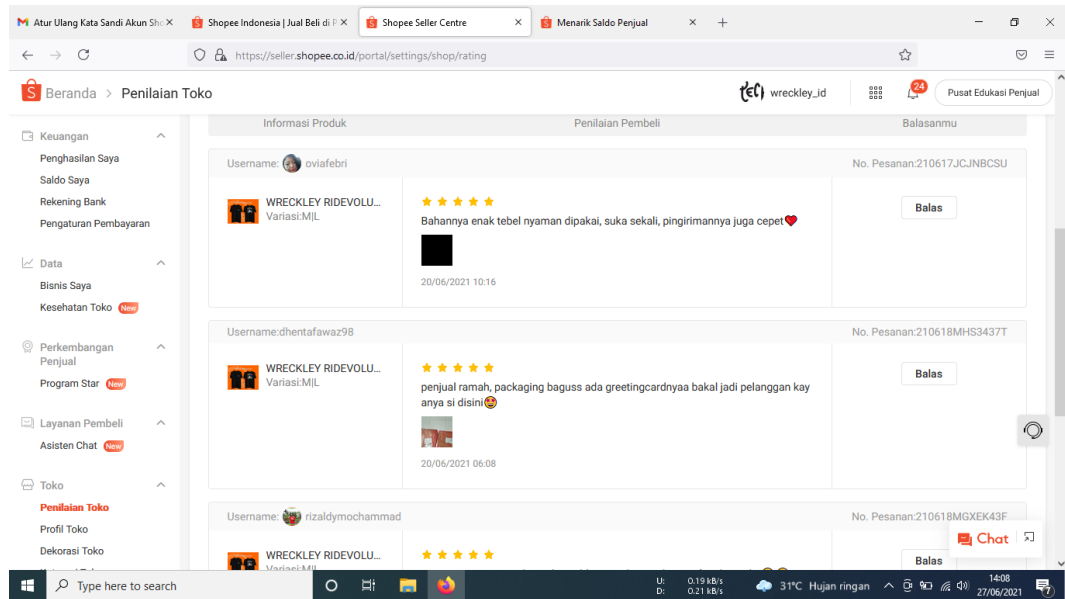 Atur Ulang Kata Sandi Akun Sho
Shopee Indonesia | Jual Beli di P
Shopee Seller Centre
Menarik Saldo Penjual
https://seller.shopee.co.id/portal/settings/shop/rating
Beranda > Penilaian Toko
wreckley_id
24
Pusat Edukasi Penjual
Keuangan
Penghasilan Saya
Saldo Saya
Rekening Bank
Pengaturan Pembayaran
Data
Bisnis Saya
Kesehatan Toko New
Perkembangan
Penjual
Program Star New
Layanan Pembeli
Asisten Chat New
Toko
Penilaian Toko
Profil Toko
Dekorasi Toko
Informasi Produk
Penilaian Pembeli
Balasanmu
Username: oviafebri
No. Pesanan:210617JCJNBCSU
WRECKLEY RIDEVOLU...
Variasi:M|L
Bahannya enak tebel nyaman dipakai, suka sekali, pingirimannya juga cepet❤
20/06/2021 10:16
Balas
Username:dhentafawaz98
No. Pesanan:210618MHS3437T
WRECKLEY RIDEVOLU...
Variasi:M|L
penjual ramah, packaging baguss ada greetingcardnyaa bakal jadi pelanggan kay
anya si disini🤩
20/06/2021 06:08
Balas
Username: rizaldymochammad
No. Pesanan:210618MGXEK43F
WRECKLEY RIDEVOLU...
Variasi:M|L
Balas
Chat
Type here to search
U: 0.19 kB/s
D: 0.21 kB/s
31°C Hujan ringan
14:08
27/06/2021
7